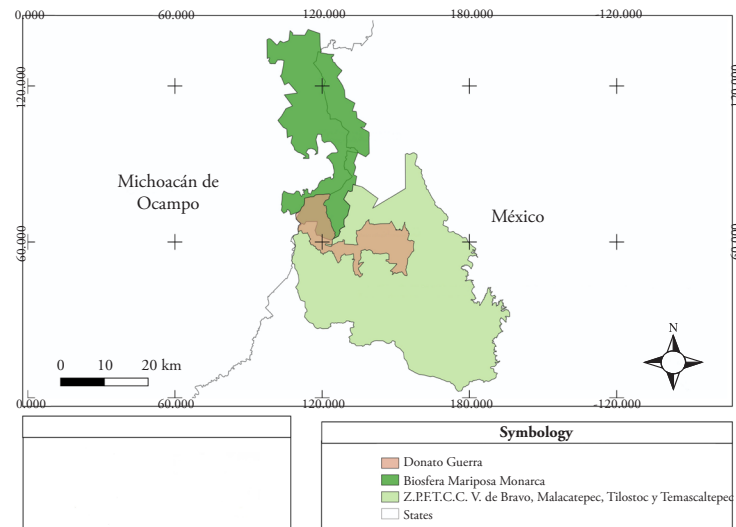 0.000 60.000 120.000 180.000 -120.000
120.000
120.000
Michoacán de
Ocampo
México
60.000
60.000
N
0 10 20 km
0.000
0.000 60.000 120.000 180.000 -120.000
Symbology
Donato Guerra
Biosfera Mariposa Monarca
Z.P.F.T.C.C. V. de Bravo, Malacatepec, Tilostoc y Temascaltepec
States